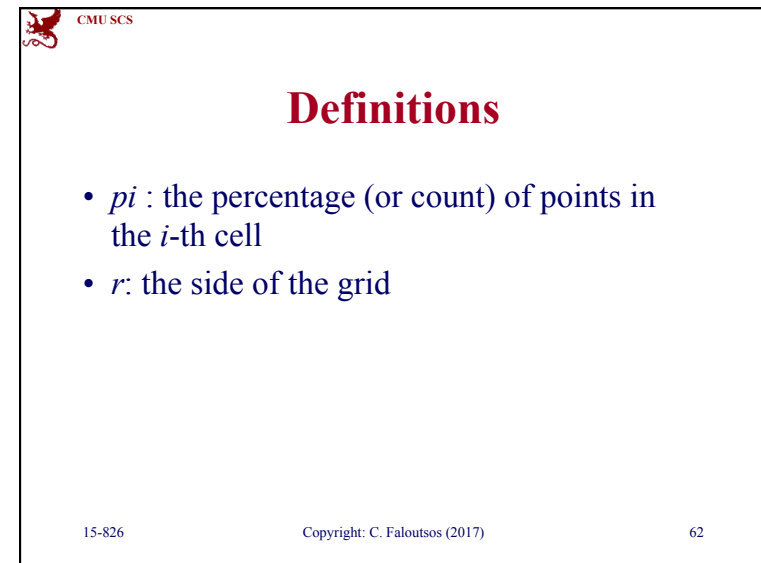 CMU SCS
Definitions
• pi : the percentage (or count) of points in
the i-th cell
• r: the side of the grid
15-826 Copyright: C. Faloutsos (2017) 62